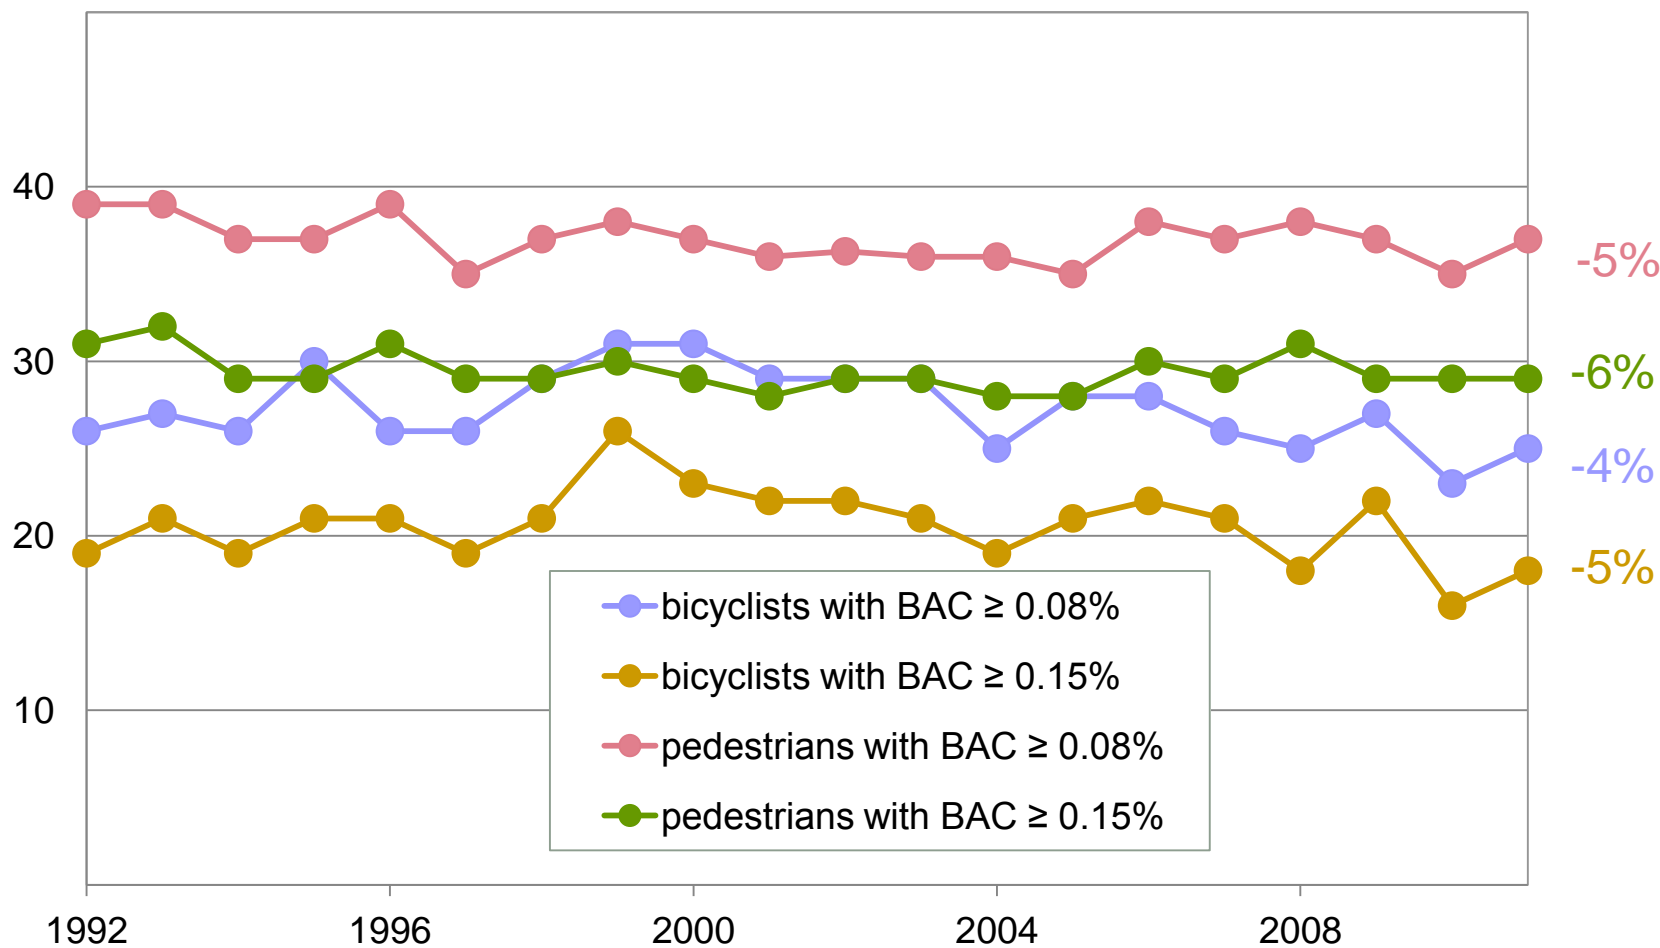 40
30
20
10
-5%
-6%
-4%
-5%
bicyclists with BAC ≥ 0.08%
bicyclists with BAC ≥ 0.15%
pedestrians with BAC ≥ 0.08%
pedestrians with BAC ≥ 0.15%
1992 1996 2000 2004 2008